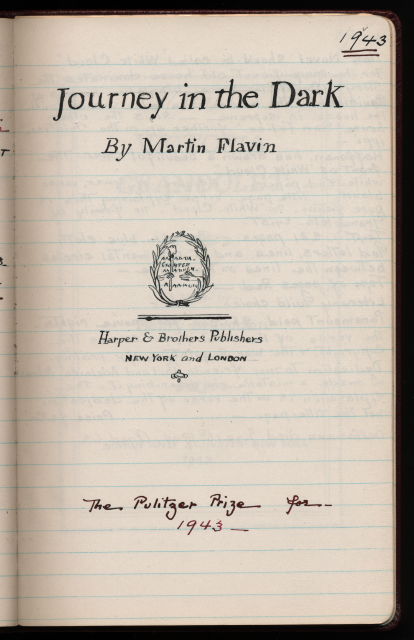 1943
Journey in the Dark
By Martin Flavin
Harper & Brothers Publishers
NEW YORK and LONDON
The Pulitzer Prize for—
1943—